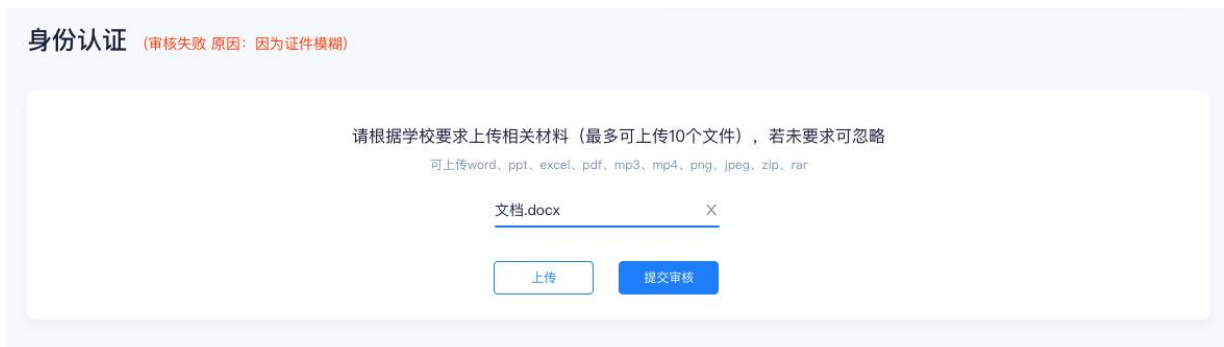 身份认证 (审核失败 原因：因为证件模糊)
请根据学校要求上传相关材料（最多可上传10个文件），若未要求可忽略
可上传word、ppt、excel、pdf、mp3、mp4、png、jpeg、zip、rar
文档.docx X
上传 提交审核